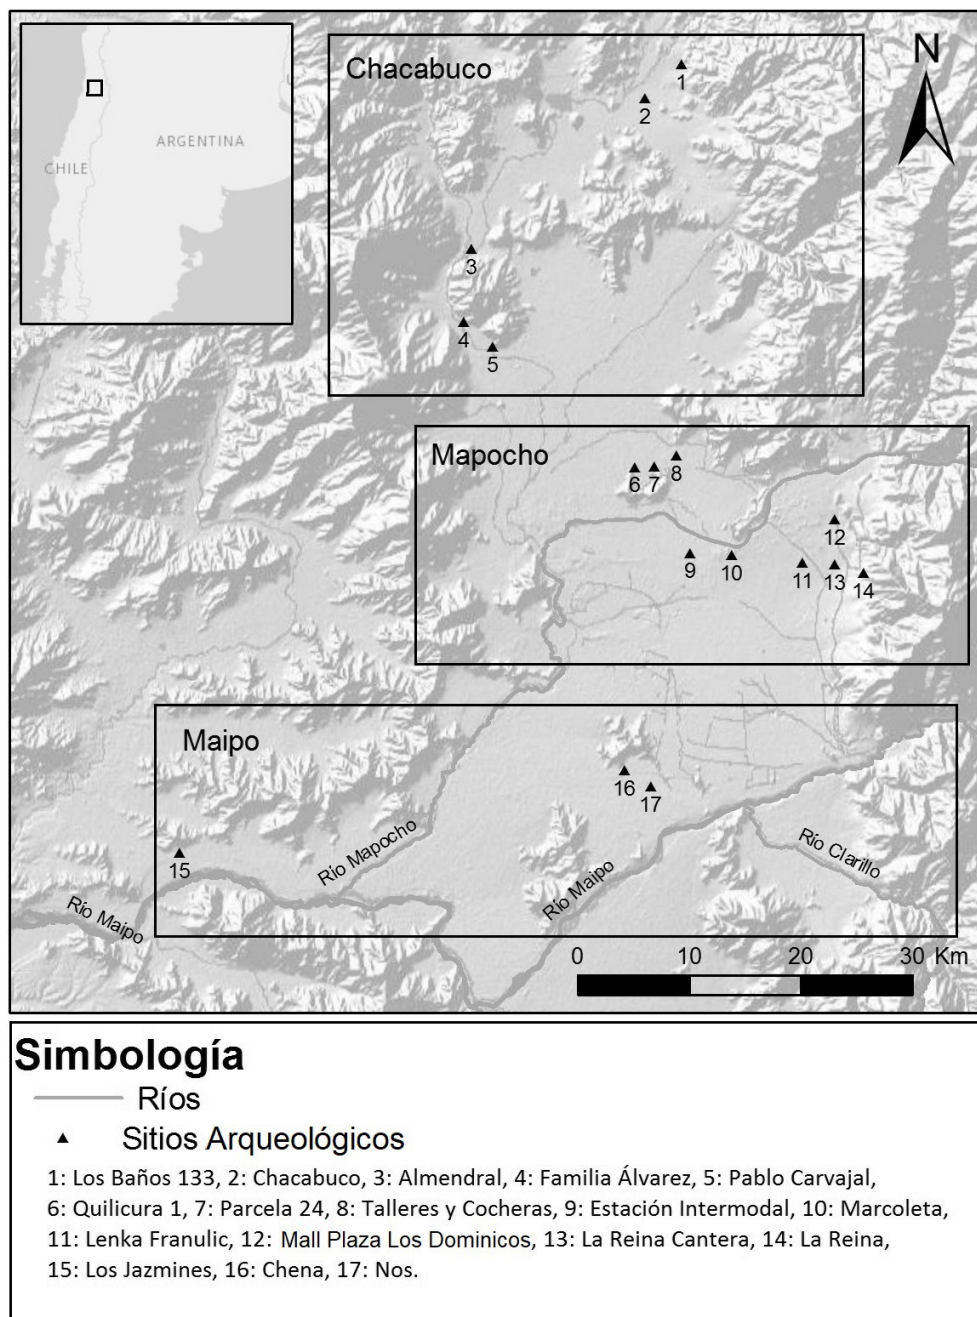 CHILE
ARGENTINA
Chacabuco
N
1
2
3
4
5
Mapocho
6
7
8
9
10
11
12
13
14
Maipo
15
16
17
Río Mapocho
Río Maipo
Río Maipo
Río Clarillo
0 10 20 30 Km
Simbología
Ríos
Sitios Arqueológicos
1: Los Baños 133, 2: Chacabuco, 3: Almendral, 4: Familia Álvarez, 5: Pablo Carvajal,
6: Quilicura 1, 7: Parcela 24, 8: Talleres y Cocheras, 9: Estación Intermodal, 10: Marcoleta,
11: Lenka Franulic, 12: Mall Plaza Los Dominicos, 13: La Reina Cantera, 14: La Reina,
15: Los Jazmines, 16: Chena, 17: Nos.